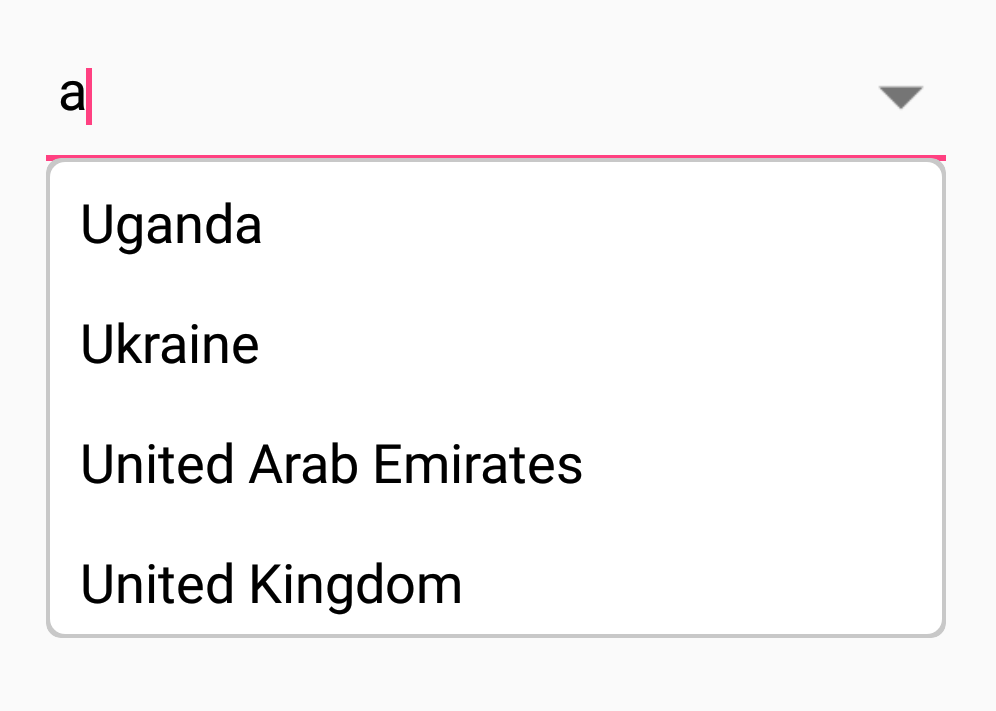 a
Uganda
Ukraine
United Arab Emirates
United Kingdom